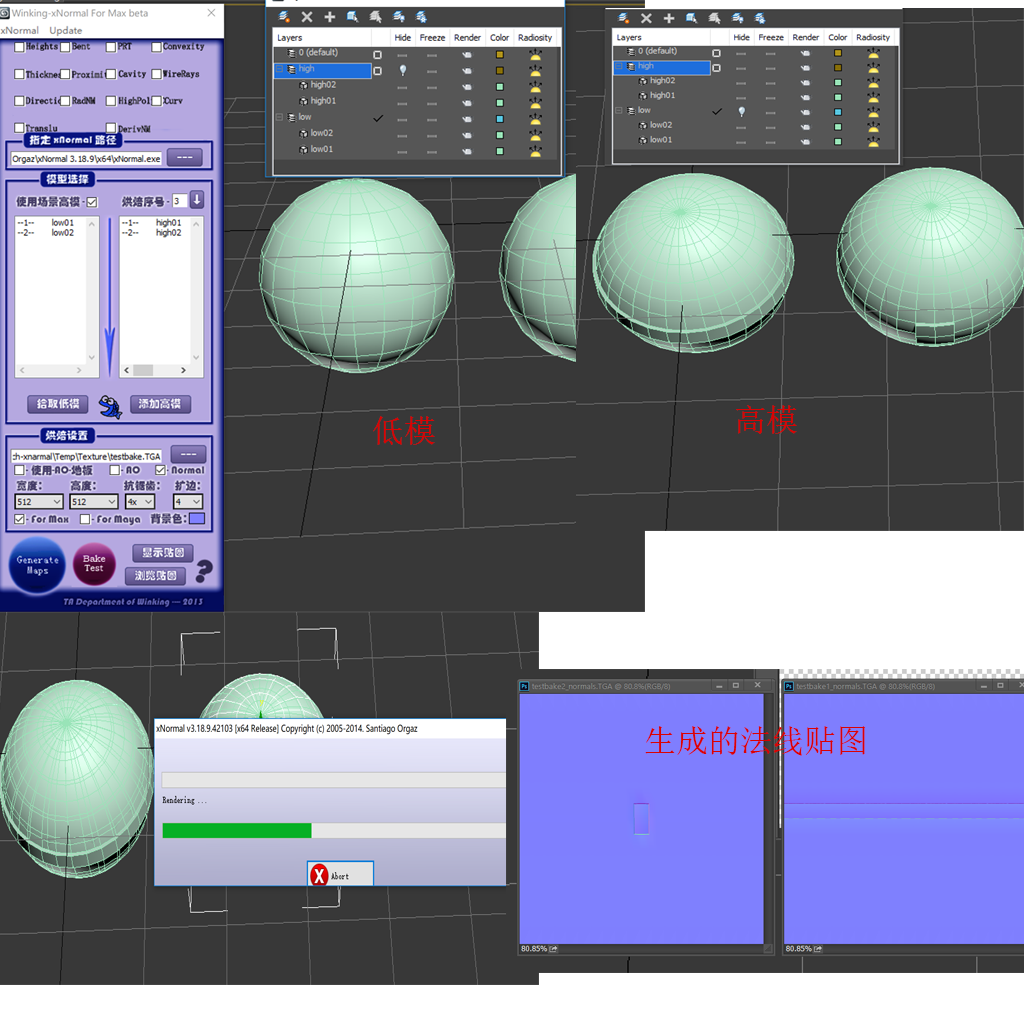 Winking-xNormal For Max beta
xNormal Update
Heights Bent PRT Convexity
Proximi Cavity WireRays
RadNM HighPol Curv
Translu DerivNM
指定 xNormal 路径
Orgaz\xNormal 3.18.9\x64\xNormal.exe ---
模型选择
使用场景高模- 烘焙序号- 3
--1-- low01
--2-- low02
--1-- high01
--2-- high02
拾取低模 添加高模
烘焙设置
ch-xnarmal\Temp\Texture\testbake.TGA ---
- 使用-AO-地板 - AO - Normal
宽度: 高度: 抗锯齿: 扩边:
512 512 4x 4
- For Max - For Maya 背景色:
Generate Maps
Bake Test
显示贴图
浏览贴图
?
TA Department of Winking — 2013
Layers Hide Freeze Render Color Radiosity
0 (default)
high
high02
high01
low
low02
low01
低模
Layers Hide Freeze Render Color Radiosity
0 (default)
high
high02
high01
low
low02
low01
高模
xNormal v3.18.9.42103 [x64 Release] Copyright (c) 2005-2014. Santiago Orgaz
Rendering ...
X Abort
Ps testbake2_normals.TGA @ 80.8%(RGB/8)
Ps testbake1_normals.TGA @ 80.8%(RGB/8)
生成的法线贴图
80.85%
80.85%